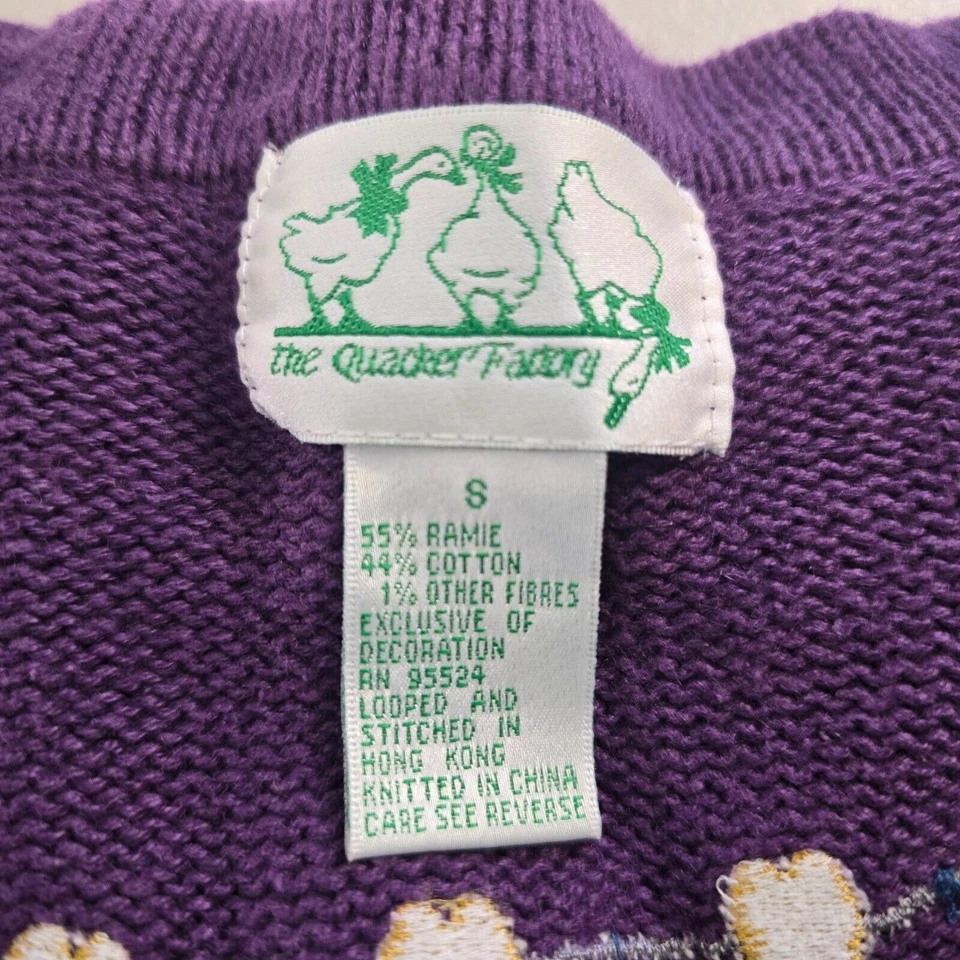 the Quacker Factory
S
55% RAMIE
44% COTTON
1% OTHER FIBRES
EXCLUSIVE OF
DECORATION
RN 95524
LOOPED AND
STITCHED IN
HONG KONG
KNITTED IN CHINA
CARE SEE REVERSE